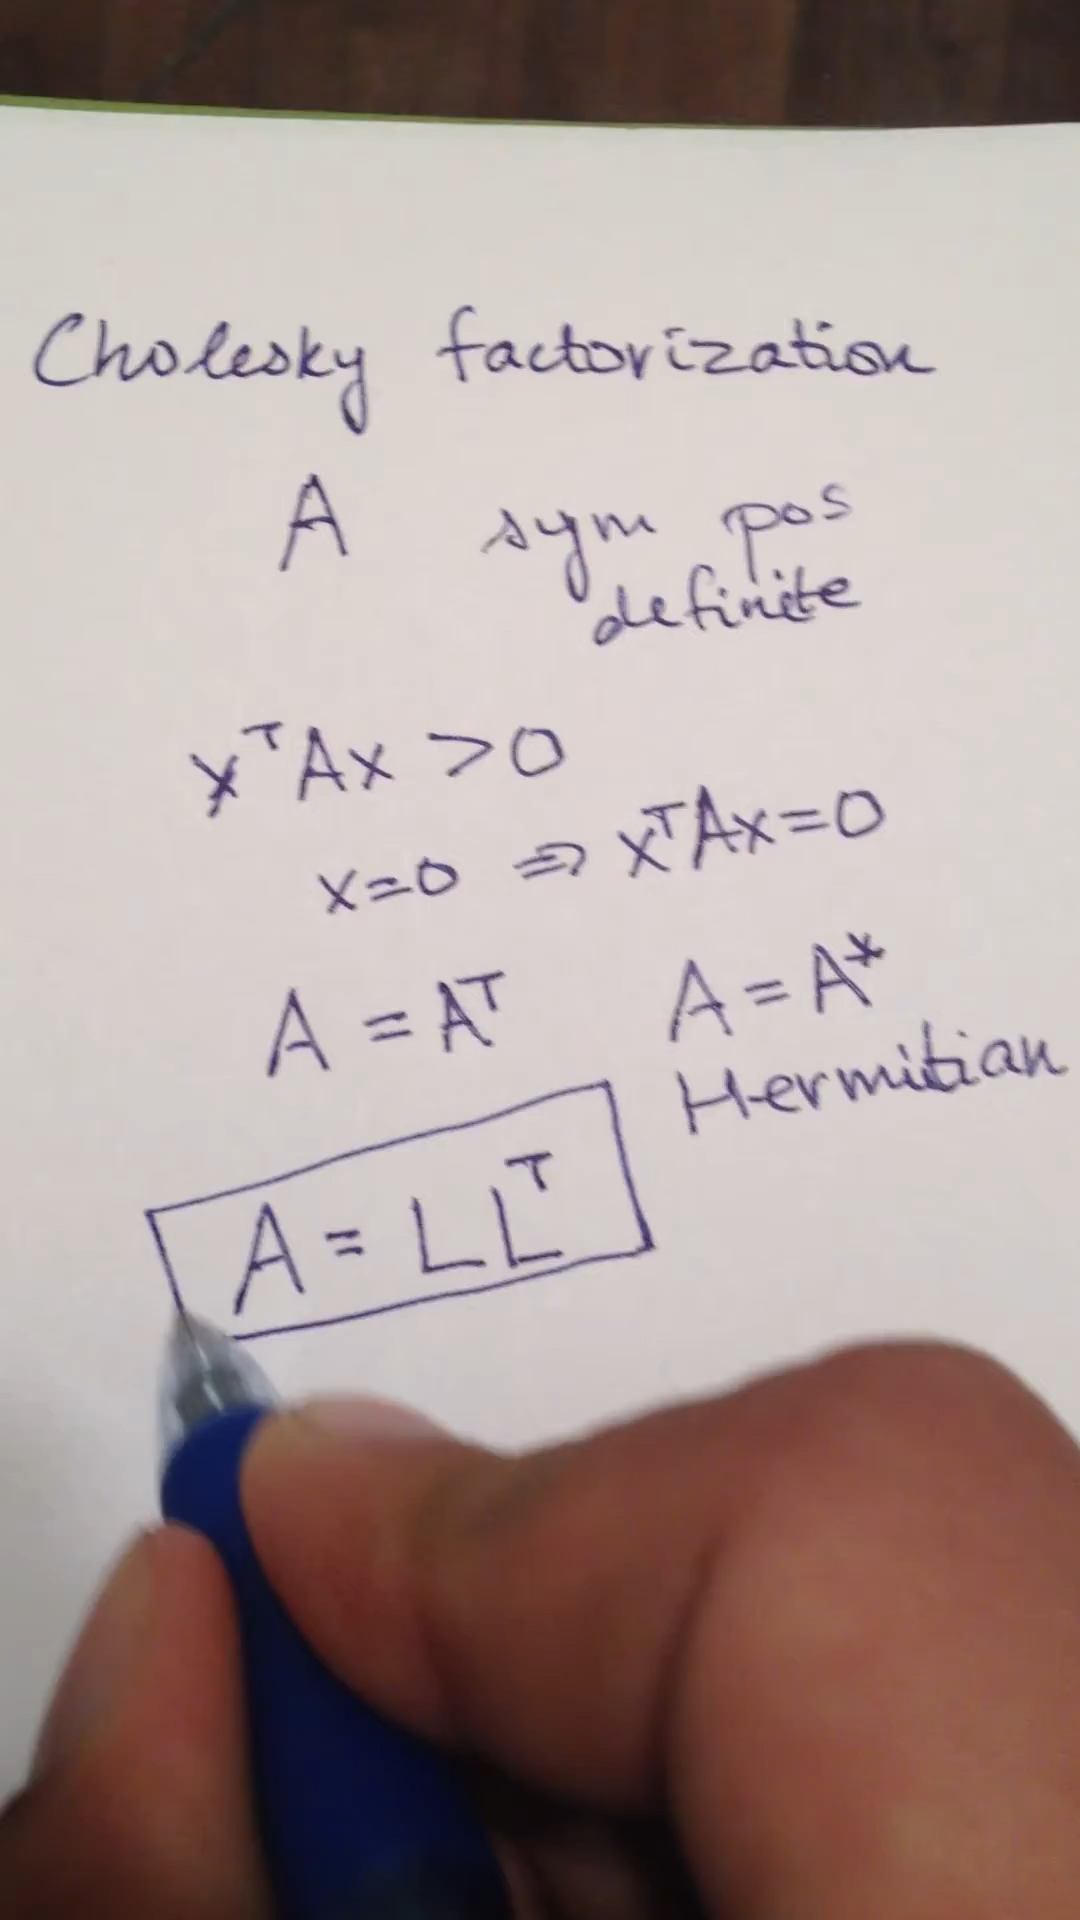 Cholesky factorization
A sym pos
definite
xᵀAx >0
x=0 ⇒ xᵀAx=0
A = Aᵀ A = A*
Hermitian
A = LLᵀ